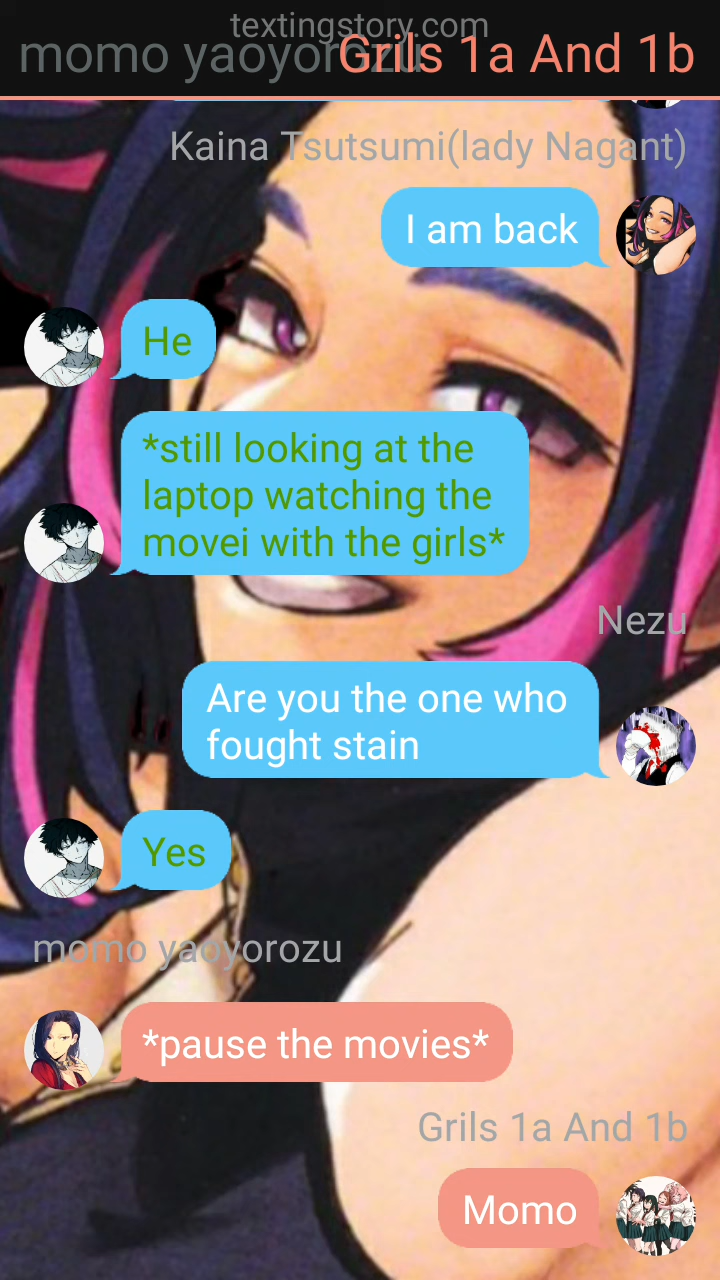 textingstory.com
momo yaoyorozu
Grils 1a And 1b
Kaina Tsutsumi(lady Nagant)
I am back
He
*still looking at the
laptop watching the
movei with the girls*
Nezu
Are you the one who
fought stain
Yes
momo yaoyorozu
*pause the movies*
Grils 1a And 1b
Momo